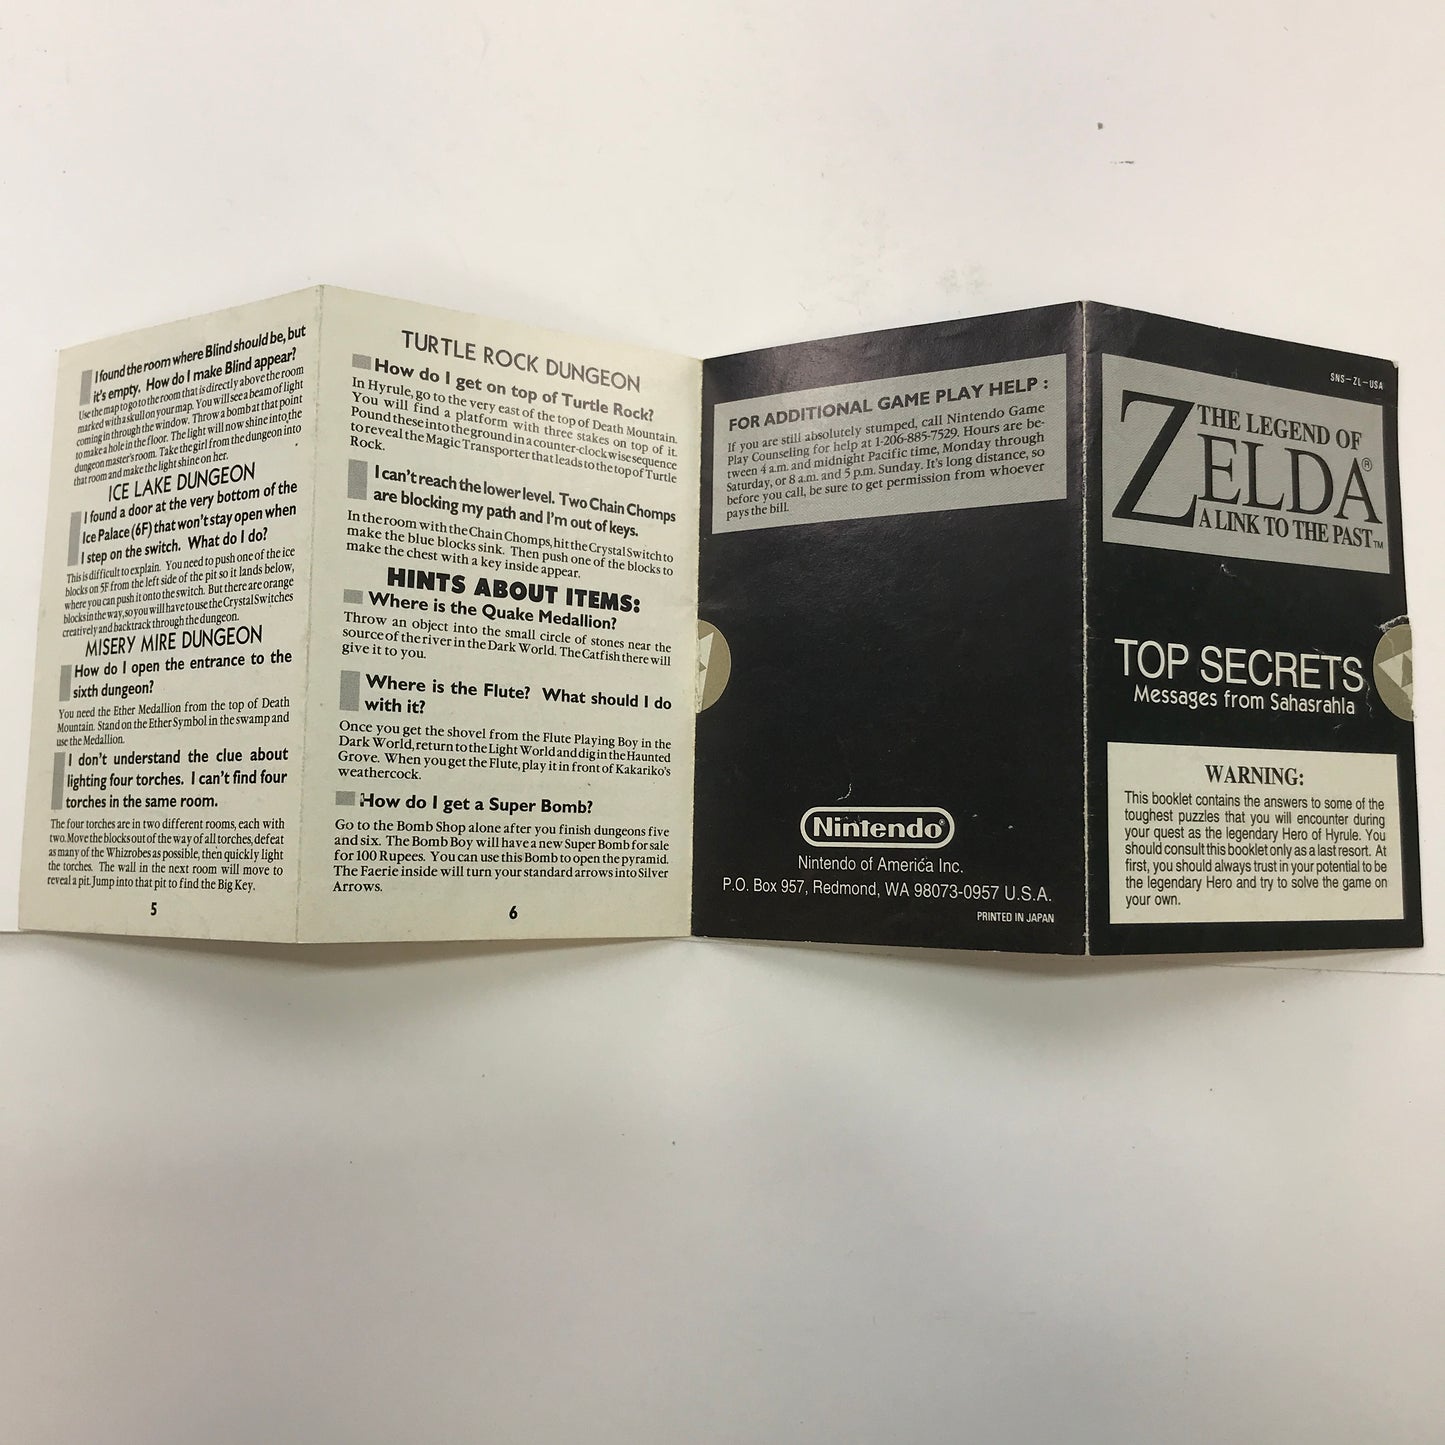 I found the room where Blind should be, but
it's empty. How do I make Blind appear?
Use the map to go to the room that is directly above the room
marked with a skull on your map. You will see a beam of light
coming in through the window. Throw a bomb at that point
to make a hole in the floor. The light will now shine into the
dungeon master's room. Take the girl from the dungeon into
that room and make the light shine on her.
ICE LAKE DUNGEON
I found a door at the very bottom of the
Ice Palace (6F) that won't stay open when
I step on the switch. What do I do?
This is difficult to explain. You need to push one of the ice
blocks on 5F from the left side of the pit so it lands below,
where you can push it onto the switch. But there are orange
blocks in the way, so you will have to use the Crystal Switches
creatively and backtrack through the dungeon.
MISERY MIRE DUNGEON
How do I open the entrance to the
sixth dungeon?
You need the Ether Medallion from the top of Death
Mountain. Stand on the Ether Symbol in the swamp and
use the Medallion.
I don't understand the clue about
lighting four torches. I can't find four
torches in the same room.
The four torches are in two different rooms, each with
two. Move the blocks out of the way of all torches, defeat
as many of the Whizrobes as possible, then quickly light
the torches. The wall in the next room will move to
reveal a pit. Jump into that pit to find the Big Key.
5
TURTLE ROCK DUNGEON
How do I get on top of Turtle Rock?
In Hyrule, go to the very east of the top of Death Mountain.
You will find a platform with three stakes on top of it.
Pound these into the ground in a counter-clock wise sequence
to reveal the Magic Transporter that leads to the top of Turtle
Rock.
I can't reach the lower level. Two Chain Chomps
are blocking my path and I'm out of keys.
In the room with the Chain Chomps, hit the Crystal Switch to
make the blue blocks sink. Then push one of the blocks to
make the chest with a key inside appear.
HINTS ABOUT ITEMS:
Where is the Quake Medallion?
Throw an object into the small circle of stones near the
source of the river in the Dark World. The Catfish there will
give it to you.
Where is the Flute? What should I do
with it?
Once you get the shovel from the Flute Playing Boy in the
Dark World, return to the Light World and dig in the Haunted
Grove. When you get the Flute, play it in front of Kakariko's
weathercock.
How do I get a Super Bomb?
Go to the Bomb Shop alone after you finish dungeons five
and six. The Bomb Boy will have a new Super Bomb for sale
for 100 Rupees. You can use this Bomb to open the pyramid.
The Faerie inside will turn your standard arrows into Silver
Arrows.
6
FOR ADDITIONAL GAME PLAY HELP :
If you are still absolutely stumped, call Nintendo Game
Play Counseling for help at 1-206-885-7529. Hours are be-
tween 4 a.m. and midnight Pacific time, Monday through
Saturday, or 8 a.m. and 5 p.m. Sunday. It's long distance, so
before you call, be sure to get permission from whoever
pays the bill.
Nintendo®
Nintendo of America Inc.
P.O. Box 957, Redmond, WA 98073-0957 U.S.A.
PRINTED IN JAPAN
SNS-ZL-USA
THE LEGEND OF
ZELDA®
A LINK TO THE PAST™
TOP SECRETS
Messages from Sahasrahla
WARNING:
This booklet contains the answers to some of the
toughest puzzles that you will encounter during
your quest as the legendary Hero of Hyrule. You
should consult this booklet only as a last resort. At
first, you should always trust in your potential to be
the legendary Hero and try to solve the game on
your own.